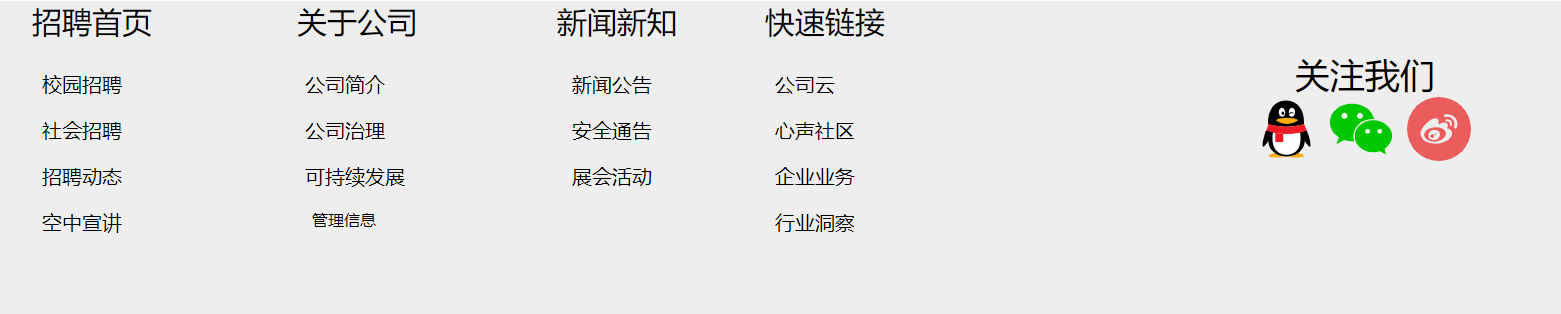 招聘首页
校园招聘
社会招聘
招聘动态
空中宣讲
关于公司
公司简介
公司治理
可持续发展
管理信息
新闻新知
新闻公告
安全通告
展会活动
快速链接
公司云
心声社区
企业业务
行业洞察
关注我们